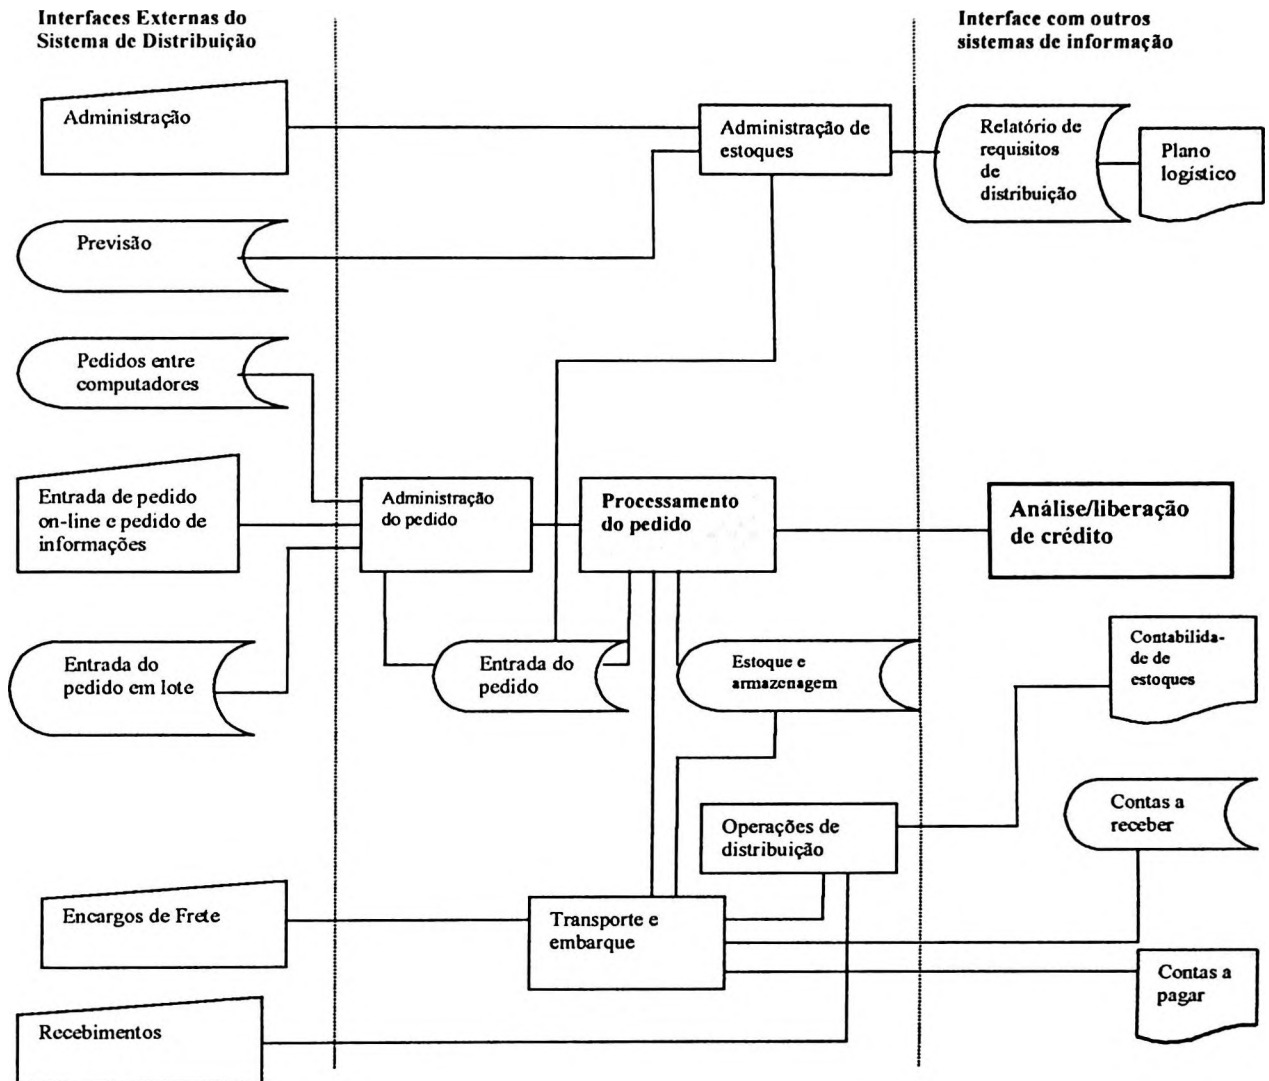 Interfaces Externas do
Sistema de Distribuição
Interface com outros
sistemas de informação
Administração
Administração de
estoques
Relatório de
requisitos
de
distribuição
Plano
logístico
Previsão
Pedidos entre
computadores
Entrada de pedido
on-line e pedido de
informações
Administração
do pedido
Processamento
do pedido
Análise/liberação
de crédito
Entrada do
pedido em lote
Entrada do
pedido
Estoque e
armazenagem
Contabilida-
de de
estoques
Operações de
distribuição
Contas a
receber
Encargos de Frete
Transporte e
embarque
Contas a
pagar
Recebimentos